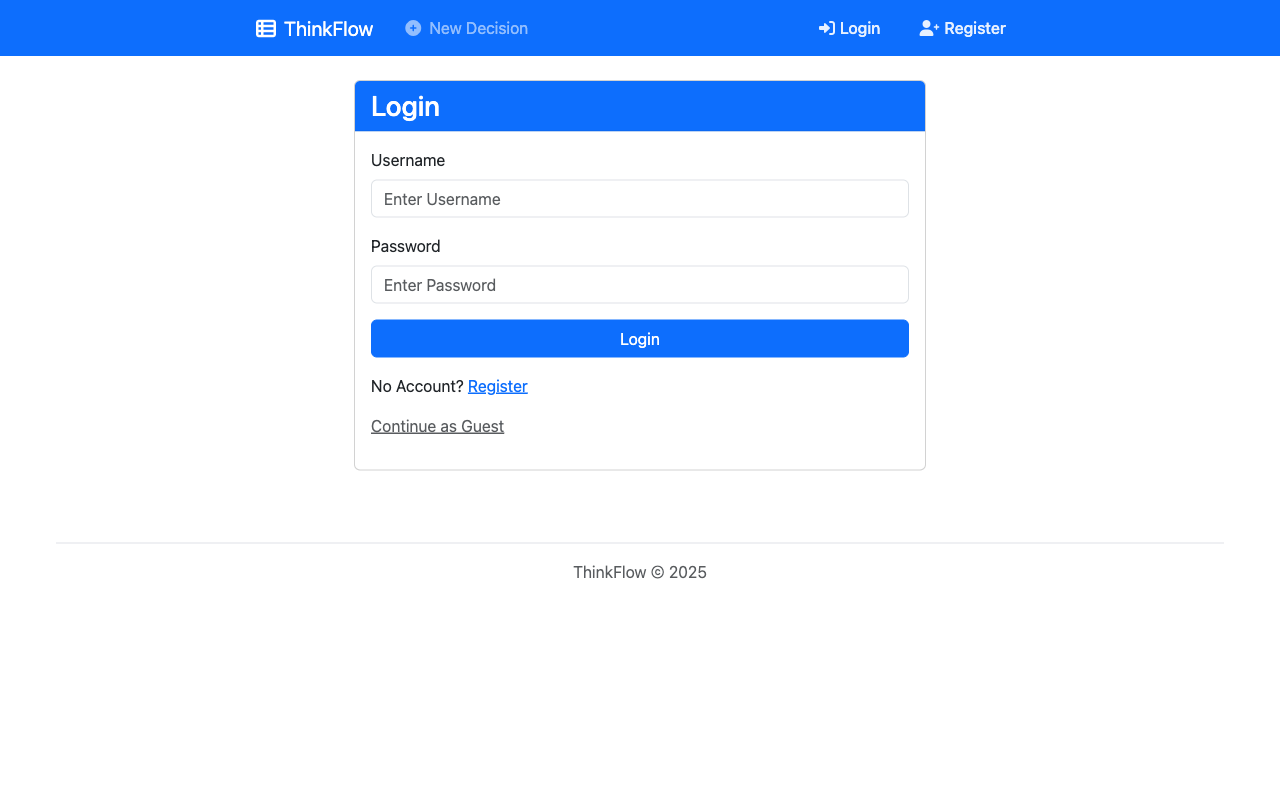 ThinkFlow New Decision Login Register
Login
Username
Enter Username
Password
Enter Password
Login
No Account? Register
Continue as Guest
ThinkFlow © 2025